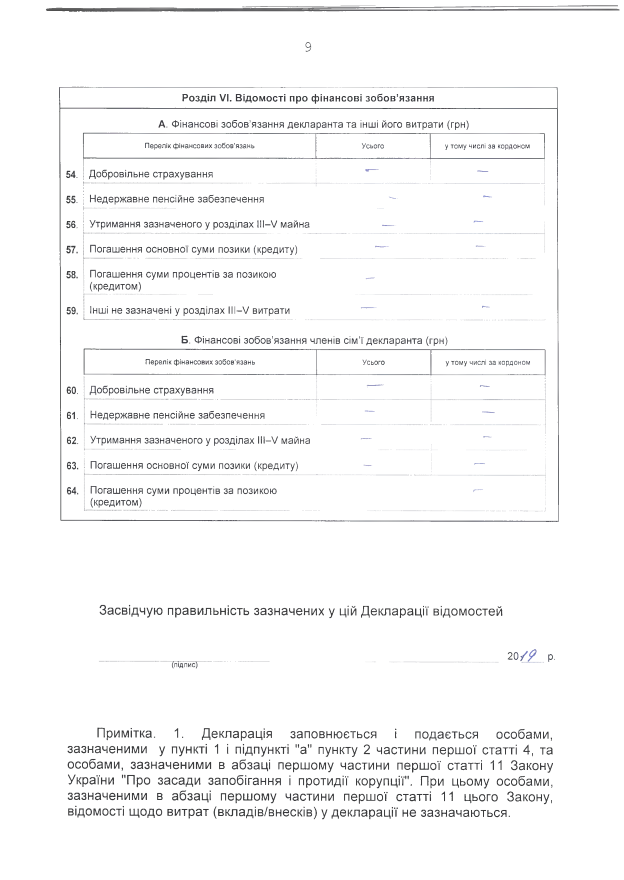 9
Розділ VI. Відомості про фінансові зобов'язання
А. Фінансові зобов'язання декларанта та інші його витрати (грн)
Перелік фінансових зобов'язань Усього у тому числі за кордоном
54. Добровільне страхування — —
55. Недержавне пенсійне забезпечення — —
56. Утримання зазначеного у розділах III–V майна — —
57. Погашення основної суми позики (кредиту) — —
58. Погашення суми процентів за позикою
(кредитом) —
59. Інші не зазначені у розділах III–V витрати — —
Б. Фінансові зобов'язання членів сім'ї декларанта (грн)
Перелік фінансових зобов'язань Усього у тому числі за кордоном
60. Добровільне страхування — —
61. Недержавне пенсійне забезпечення — —
62. Утримання зазначеного у розділах III–V майна — —
63. Погашення основної суми позики (кредиту) — —
64. Погашення суми процентів за позикою —
(кредитом)
Засвідчую правильність зазначених у цій Декларації відомостей
2019 р.
(підпис)
Примітка. 1. Декларація заповнюється і подається особами,
зазначеними у пункті 1 і підпункті "а" пункту 2 частини першої статті 4, та
особами, зазначеними в абзаці першому частини першої статті 11 Закону
України "Про засади запобігання і протидії корупції". При цьому особами,
зазначеними в абзаці першому частини першої статті 11 цього Закону,
відомості щодо витрат (вкладів/внесків) у декларації не зазначаються.